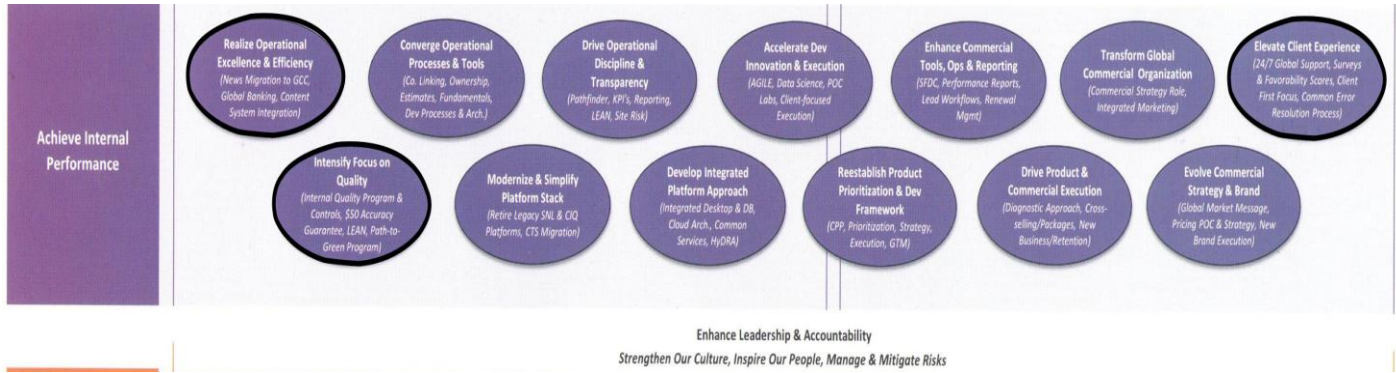 Achieve Internal
Performance
Realize Operational
Excellence & Efficiency
(News Migration to GCC,
Global Banking, Content
System Integration)
Converge Operational
Processes & Tools
(Co. Linking, Ownership,
Estimates, Fundamentals,
Dev Processes & Arch.)
Drive Operational
Discipline &
Transparency
(Pathfinder, KPI's, Reporting,
LEAN, Site Risk)
Accelerate Dev
Innovation & Execution
(AGILE, Data Science, POC
Labs, Client-focused
Execution)
Enhance Commercial
Tools, Ops & Reporting
(SFDC, Performance Reports,
Lead Workflows, Renewal
Mgmt)
Transform Global
Commercial Organization
(Commercial Strategy Role,
Integrated Marketing)
Elevate Client Experience
(24/7 Global Support, Surveys
& Favorability Scores, Client
First Focus, Common Error
Resolution Process)
Intensify Focus on
Quality
(Internal Quality Program &
Controls, $50 Accuracy
Guarantee, LEAN, Path-to-
Green Program)
Modernize & Simplify
Platform Stack
(Retire Legacy SNL & CIQ
Platforms, CTS Migration)
Develop Integrated
Platform Approach
(Integrated Desktop & DB,
Cloud Arch., Common
Services, HyDRA)
Reestablish Product
Prioritization & Dev
Framework
(CPP, Prioritization, Strategy,
Execution, GTM)
Drive Product &
Commercial Execution
(Diagnostic Approach, Cross-
selling/Packages, New
Business/Retention)
Evolve Commercial
Strategy & Brand
(Global Market Message,
Pricing POC & Strategy, New
Brand Execution)
Enhance Leadership & Accountability
Strengthen Our Culture, Inspire Our People, Manage & Mitigate Risks